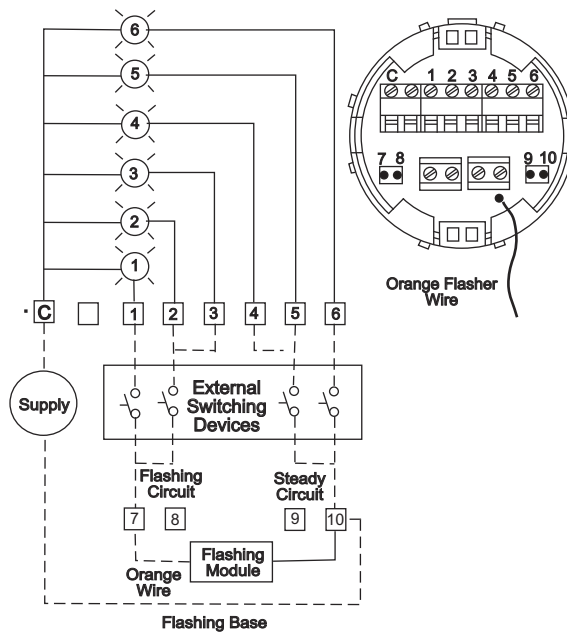 6
5
4
3
2
1
C 1 2 3 4 5 6
7 8
9 10
Orange Flasher
Wire
C 1 2 3 4 5 6
Supply
External
Switching
Devices
Flashing
Circuit
Steady
Circuit
7 8 9 10
Flashing
Module
Orange
Wire
Flashing Base